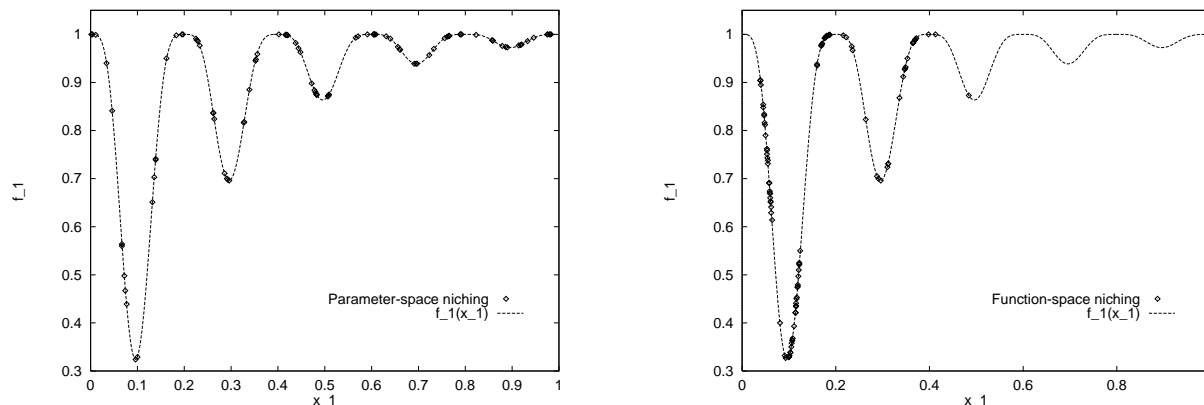 1
0.9
0.8
0.7
0.6
0.5
0.4
0.3
f_1
Parameter-space niching
f_1(x_1)
0 0.1 0.2 0.3 0.4 0.5 0.6 0.7 0.8 0.9 1
x_1
1
0.9
0.8
0.7
0.6
0.5
0.4
0.3
f_1
Function-space niching
f_1(x_1)
0 0.2 0.4 0.6 0.8
x_1